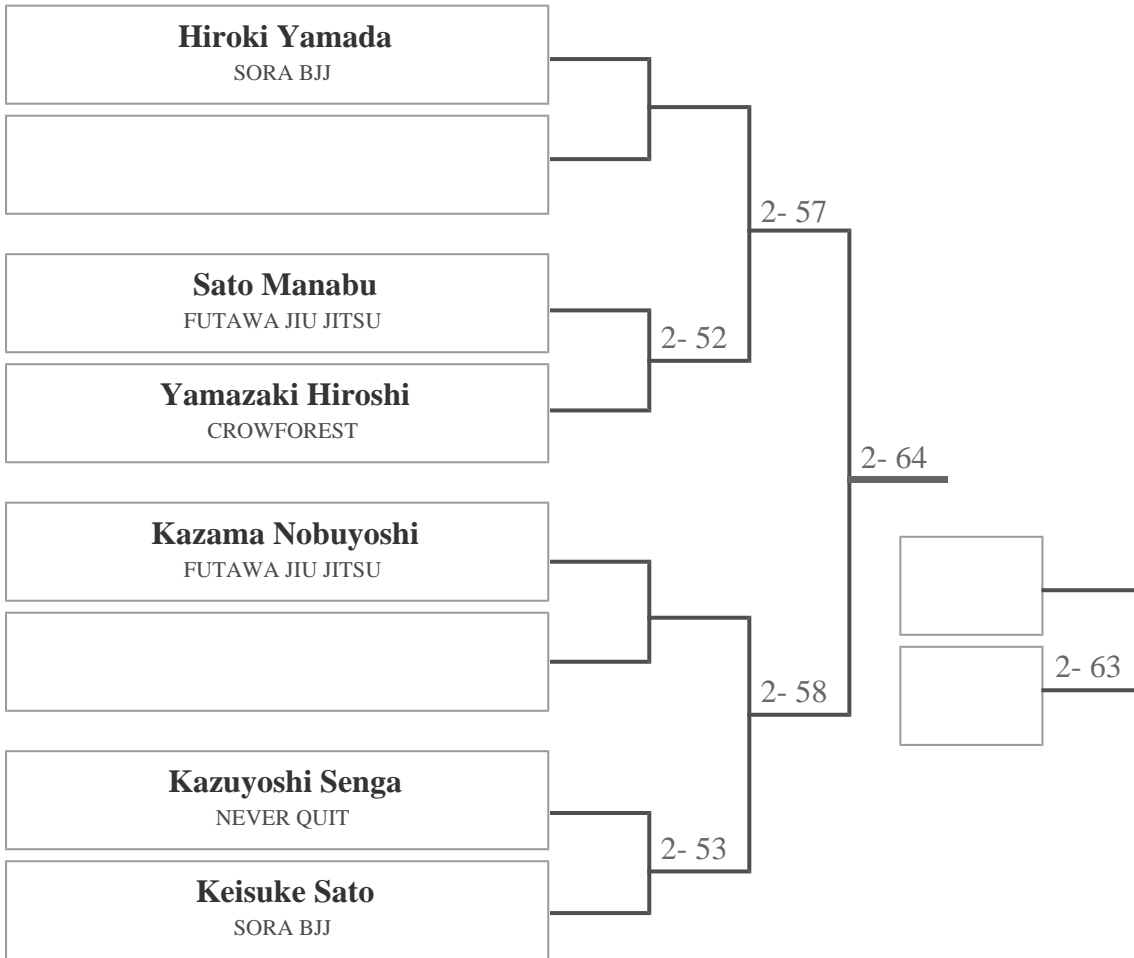 Hiroki Yamada
SORA BJJ
2- 57
Sato Manabu
FUTAWA JIU JITSU
2- 52
Yamazaki Hiroshi
CROWFOREST
2- 64
Kazama Nobuyoshi
FUTAWA JIU JITSU
2- 63
2- 58
Kazuyoshi Senga
NEVER QUIT
2- 53
Keisuke Sato
SORA BJJ